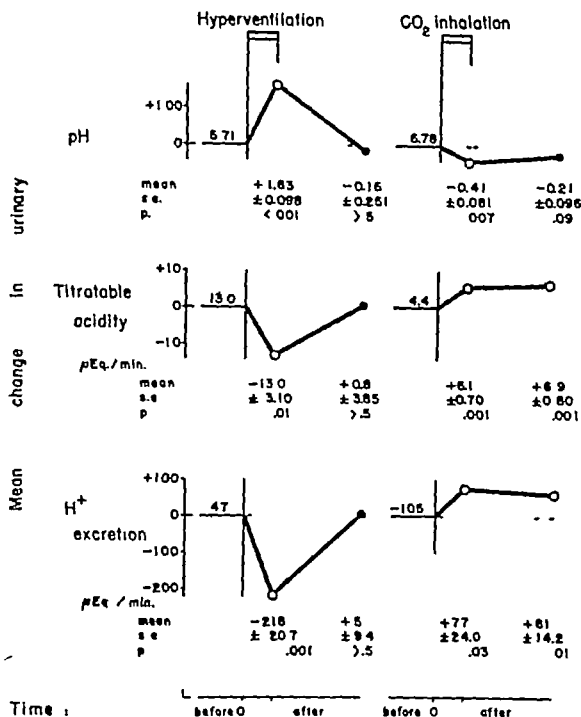 Hyperventilation CO2 inhalation
+1 00
0
pH
5 71
6.78
mean +1.63 -0.16 -0.41 -0.21
s e. ±0.098 ±0.251 ±0.081 ±0.096
p. <.001 >5 007 .09
+10
0
-10
Titratable
acidity
µEq./min.
13.0
4.4
mean -13.0 +0.8 +6.1 +6 9
s.e ±3.10 ±3.85 ±0.70 ±0 80
p .01 >.5 .001 .001
+100
0
-100
-200
H+
excretion
µEq / min.
47
-105
mean -218 +5 +77 +61
s e ± 20.7 ±9.4 ±24.0 ±14.2
p .001 >.5 .03 01
Mean change in urinary
Time : before 0 after before 0 after